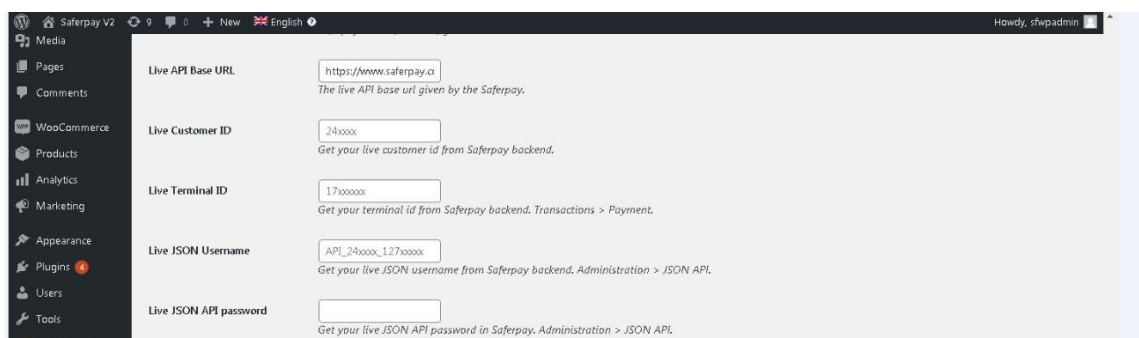 Saferpay V2 9 0 + New English Howdy, sfwpadmin
Media
Pages
Live API Base URL https://www.saferpay.co
The live API base url given by the Saferpay.
Comments
WooCommerce Live Customer ID 24xxxx
Get your live customer id from Saferpay backend.
Products
Analytics
Live Terminal ID 17xxxxxx
Marketing
Get your terminal id from Saferpay backend. Transactions > Payment.
Appearance
Live JSON Username API_24xxxx_127xxxxx
Plugins 4
Get your live JSON username from Saferpay backend. Administration > JSON API.
Users
Live JSON API password
Tools
Get your live JSON API password in Saferpay. Administration > JSON API.